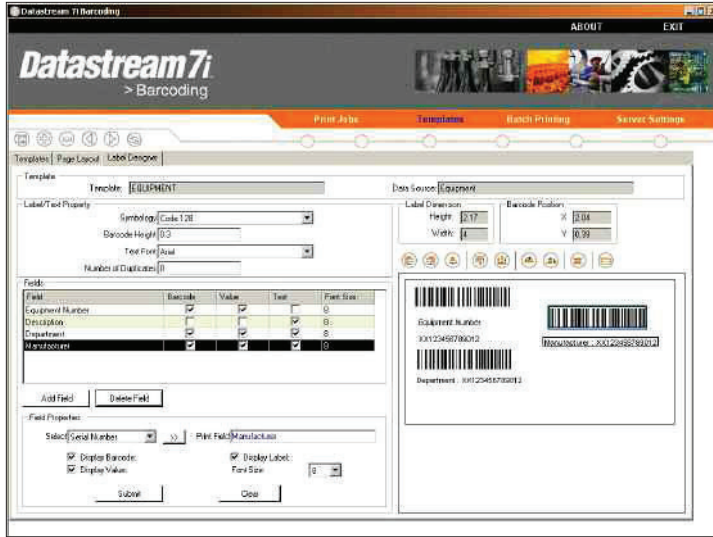 Datastream 7i Barcoding
ABOUT EXIT
Datastream 7i
> Barcoding
Print Jobs Templates Batch Printing Server Settings
Templates Page Layout Label Designer
Template
Template: EQUIPMENT Data Source: Equipment
Label/Text Property Label Dimension Barcode Position
Symbology Code 128 Height: 2.17 X 2.04
Barcode Height 0.3 Width: 4 Y 0.39
Text Font Arial
Number of Duplicates 0
Fields
Field Barcode Value Text Font Size
Equipment Number 8
Description 8
Department 8
Manufacturer 8
Equipment Number
XX123456789012
Manufacturer : XX123456789012
Department : XX123456789012
Add Field Delete Field
Field Properties
Select Serial Number >> Print Field Manufacturer
Display Barcode: Display Label:
Display Value: Font Size: 8
Submit Clear